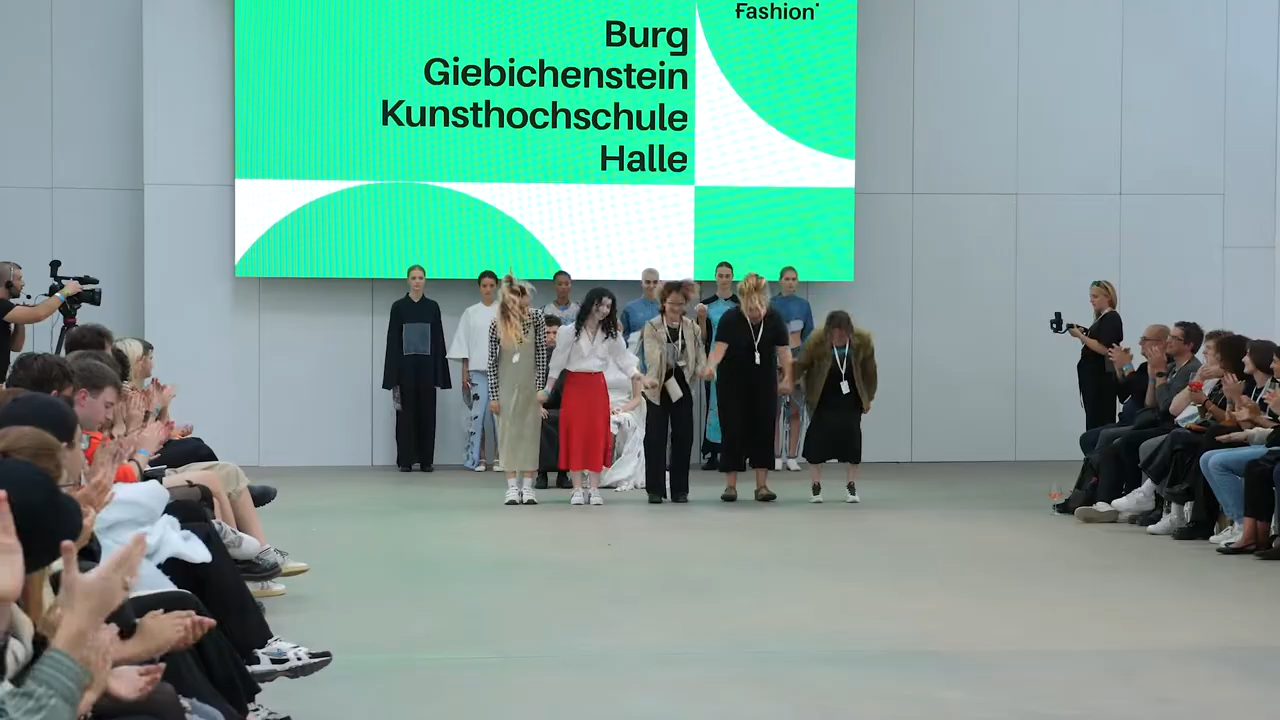 Fashion
Burg
Giebichenstein
Kunsthochschule
Halle